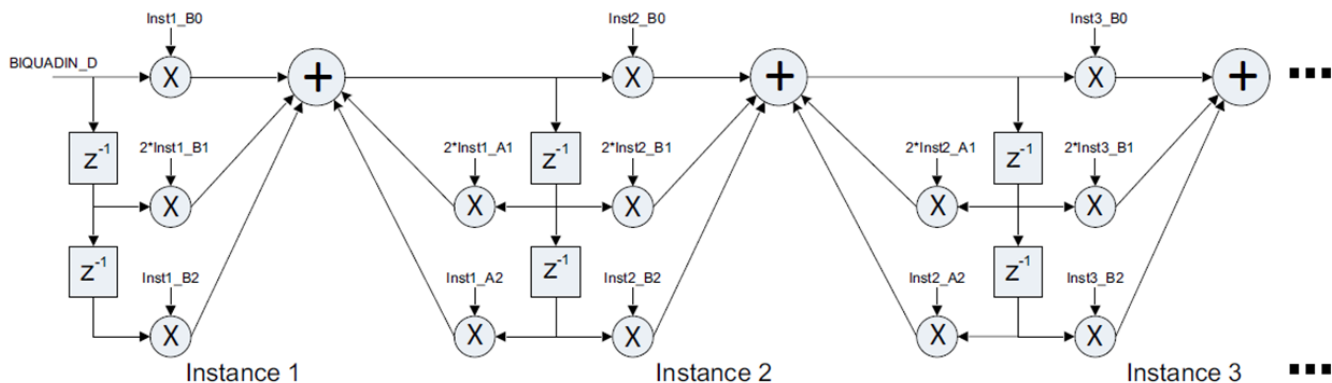 Inst1_B0
Inst2_B0
Inst3_B0
BIQUADIN_D
X
+
X
+
X
+
...
z-1
2*Inst1_B1
2*Inst1_A1
z-1
2*Inst2_B1
2*Inst2_A1
z-1
2*Inst3_B1
X
X
X
X
X
z-1
Inst1_B2
Inst1_A2
z-1
Inst2_B2
Inst2_A2
z-1
Inst3_B2
X
X
X
X
X
Instance 1
Instance 2
Instance 3
...